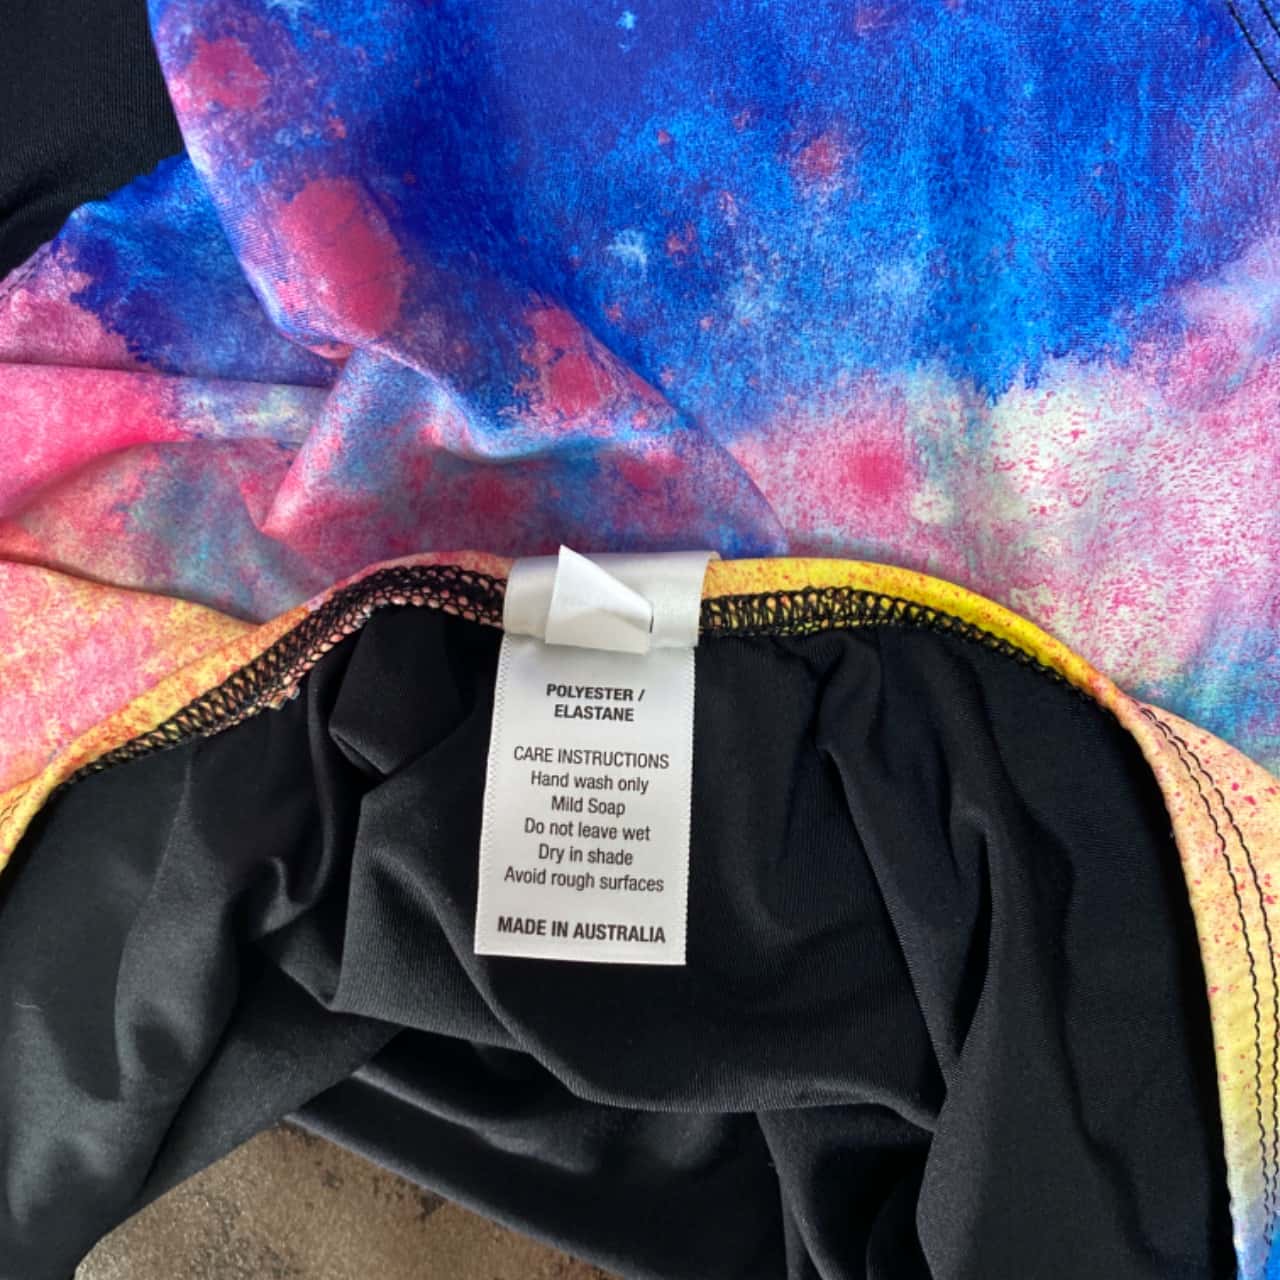 POLYESTER /
ELASTANE
CARE INSTRUCTIONS
Hand wash only
Mild Soap
Do not leave wet
Dry in shade
Avoid rough surfaces
MADE IN AUSTRALIA